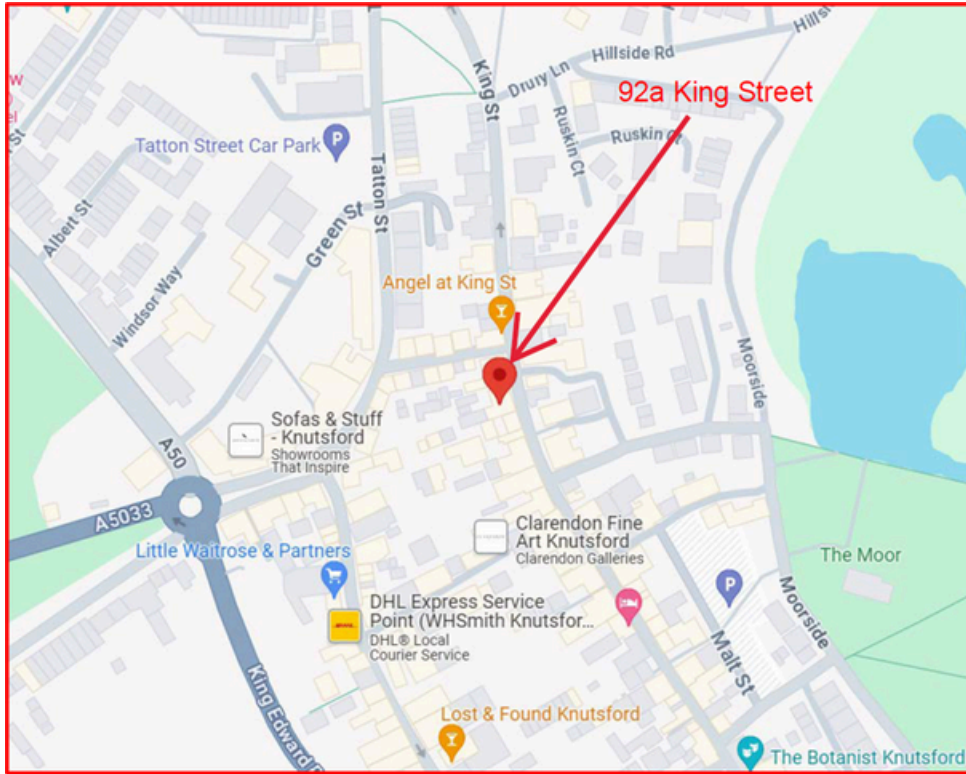 Hillside Rd
Drury Ln
King St
92a King Street
Ruskin Ct
Ruskin Ct
Tatton Street Car Park
P
Tatton St
Albert St
Green St
Windsor Way
Angel at King St
Moorside
Sofas & Stuff
- Knutsford
Showrooms
That Inspire
A50
A5033
Clarendon Fine
Art Knutsford
Clarendon Galleries
Little Waitrose & Partners
The Moor
P
DHL Express Service
Point (WHSmith Knutsfor...
DHL® Local
Courier Service
Moorside
Malt St
King Edward
Lost & Found Knutsford
The Botanist Knutsford